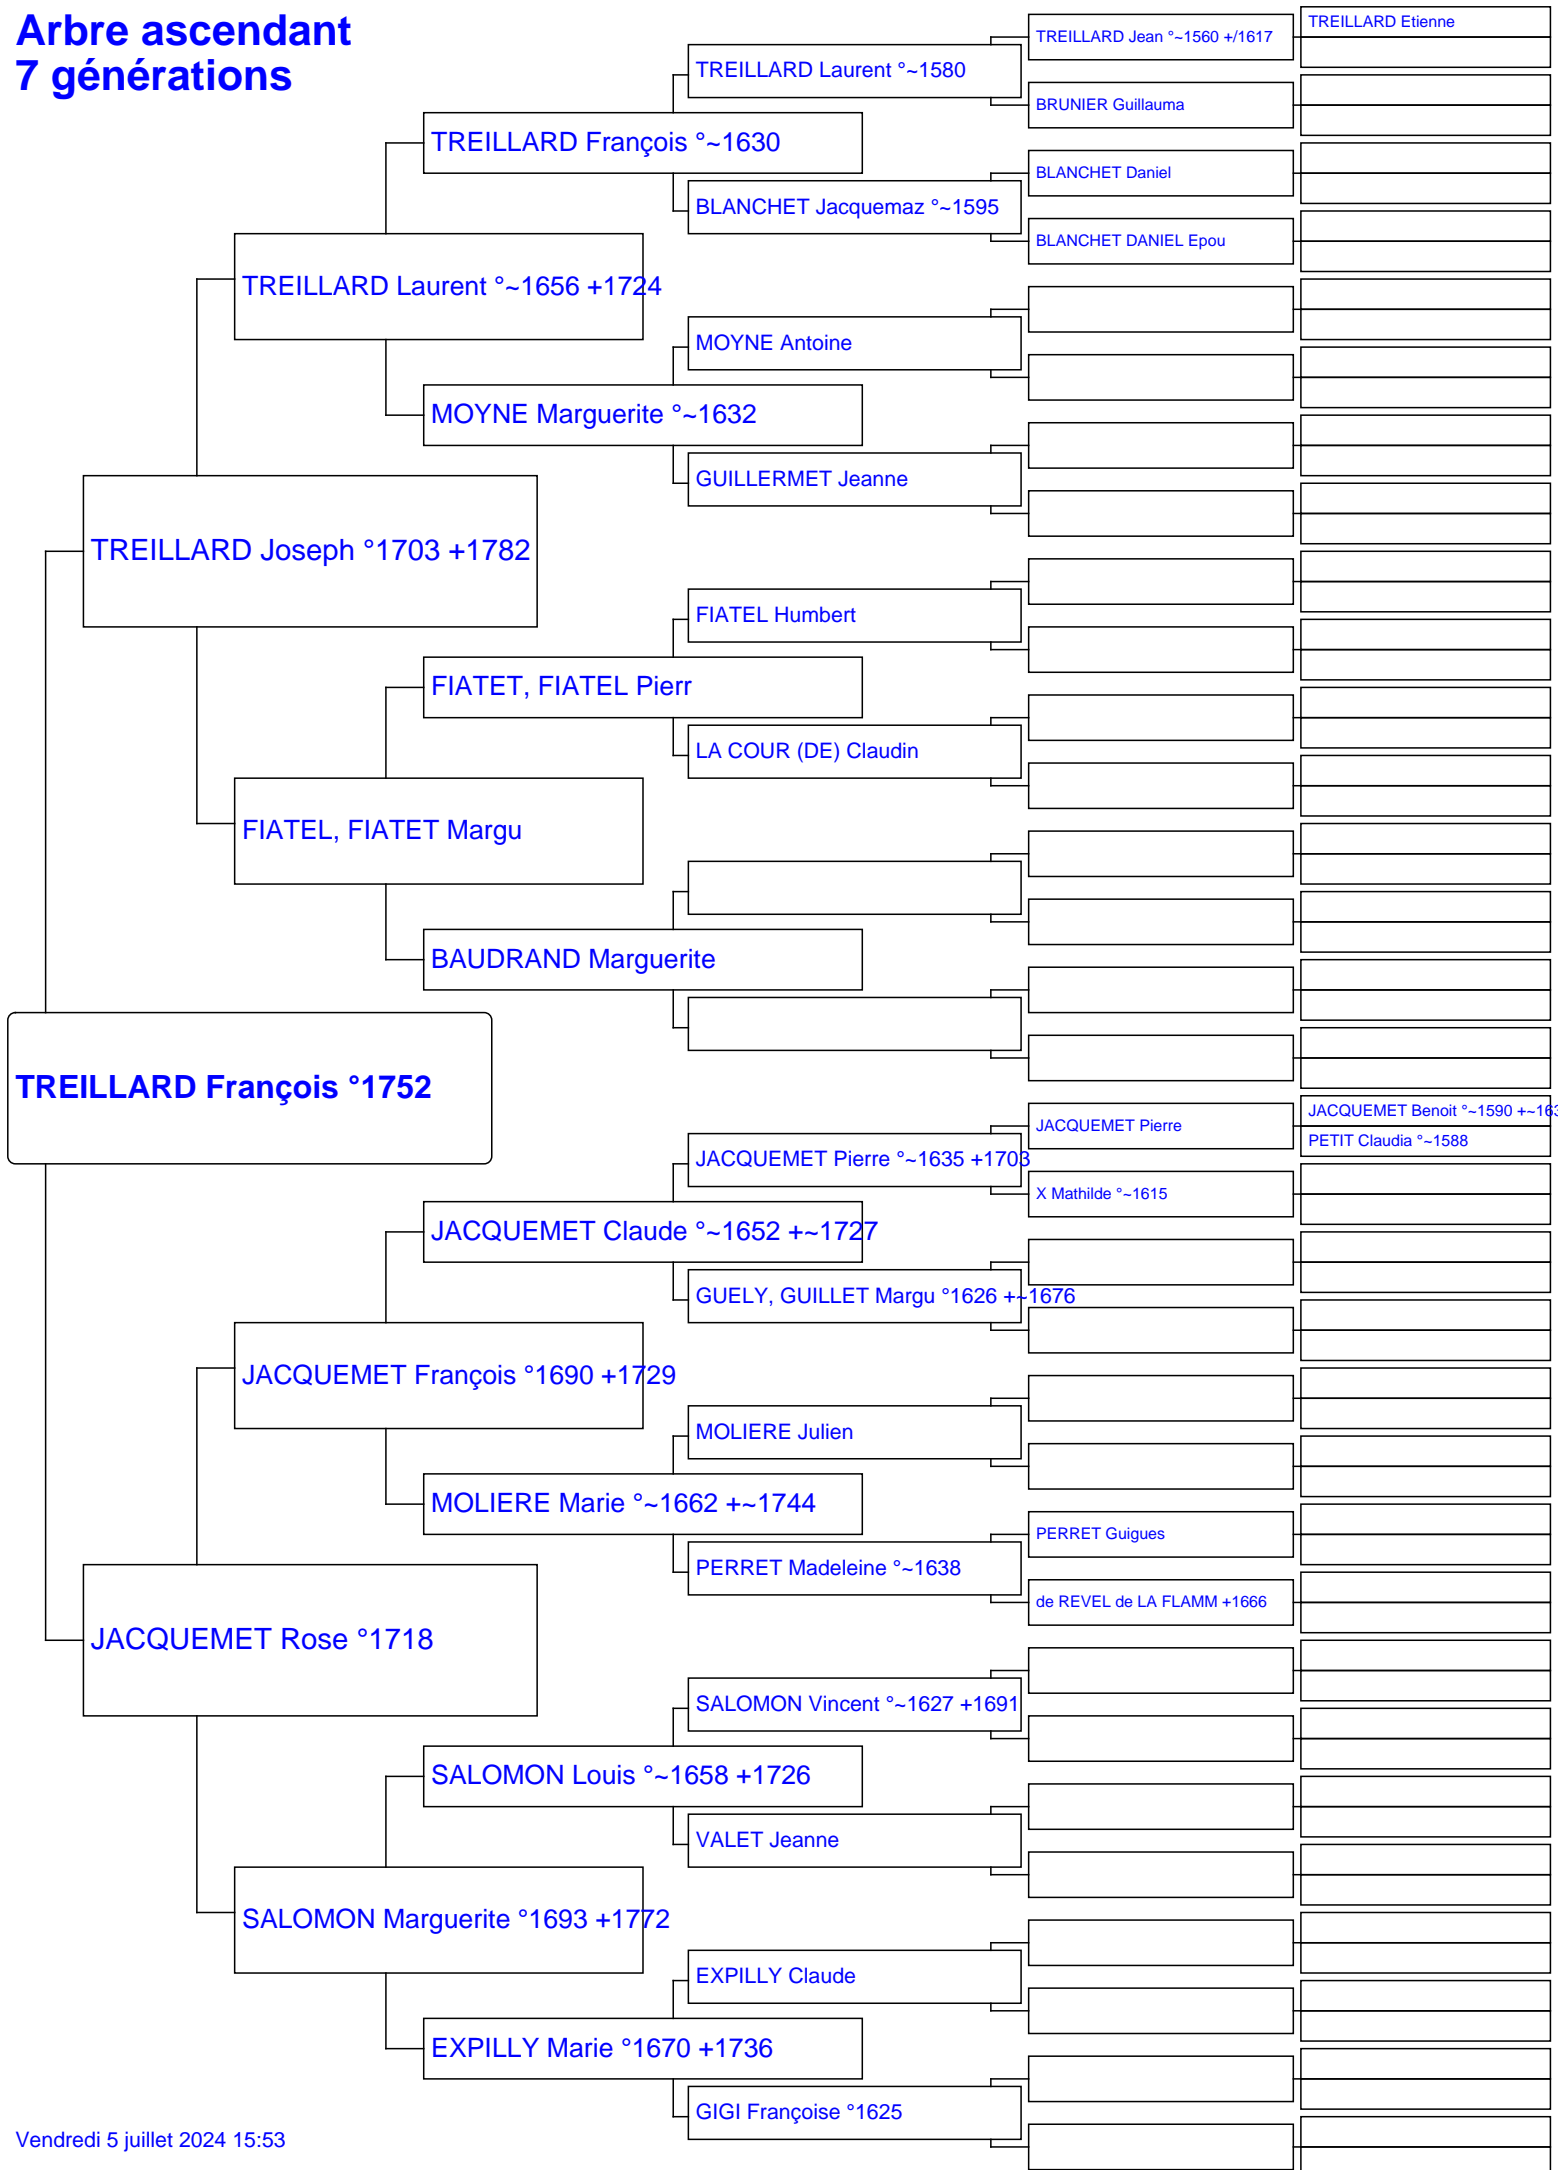 Arbre ascendant
7 générations
TREILLARD Etienne
TREILLARD Jean °~1560 +/1617
TREILLARD Laurent °~1580
BRUNIER Guillauma
TREILLARD François °~1630
BLANCHET Daniel
BLANCHET Jacquemaz °~1595
BLANCHET DANIEL Epou
TREILLARD Laurent °~1656 +1724
MOYNE Antoine
MOYNE Marguerite °~1632
GUILLERMET Jeanne
TREILLARD Joseph °1703 +1782
FIATEL Humbert
FIATET, FIATEL Pierr
LA COUR (DE) Claudin
FIATEL, FIATET Margu
BAUDRAND Marguerite
TREILLARD François °1752
JACQUEMET Benoit °~1590 +~163
JACQUEMET Pierre
PETIT Claudia °~1588
JACQUEMET Pierre °~1635 +1703
X Mathilde °~1615
JACQUEMET Claude °~1652 +~1727
GUELY, GUILLET Margu °1626 +~1676
JACQUEMET François °1690 +1729
MOLIERE Julien
MOLIERE Marie °~1662 +~1744
PERRET Guigues
PERRET Madeleine °~1638
de REVEL de LA FLAMM +1666
JACQUEMET Rose °1718
SALOMON Vincent °~1627 +1691
SALOMON Louis °~1658 +1726
VALET Jeanne
SALOMON Marguerite °1693 +1772
EXPILLY Claude
EXPILLY Marie °1670 +1736
GIGI Françoise °1625
Vendredi 5 juillet 2024 15:53